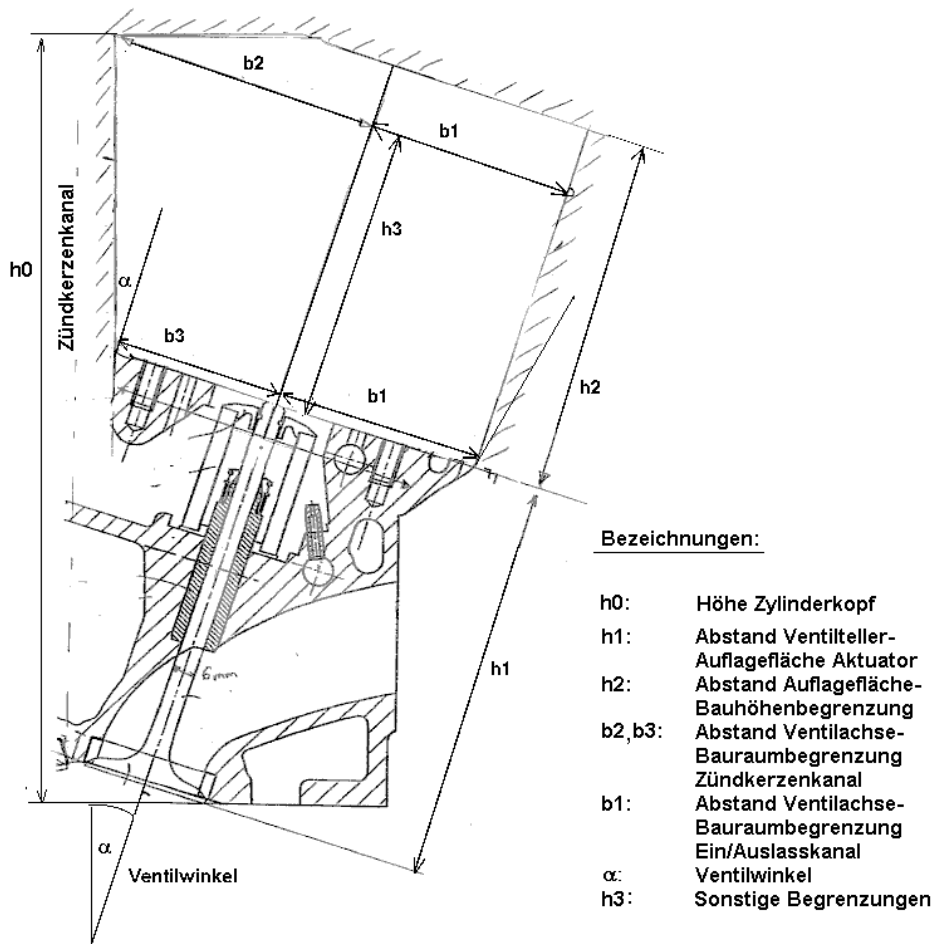 b2
b1
h3
h0
Zündkerzenkanal
α
b3
b1
h2
6mm
h1
α
Ventilwinkel
Bezeichnungen:
h0: Höhe Zylinderkopf
h1: Abstand Ventilteller-
Auflagefläche Aktuator
h2: Abstand Auflagefläche-
Bauhöhenbegrenzung
b2,b3: Abstand Ventilachse-
Bauraumbegrenzung
Zündkerzenkanal
b1: Abstand Ventilachse-
Bauraumbegrenzung
Ein/Auslasskanal
α: Ventilwinkel
h3: Sonstige Begrenzungen